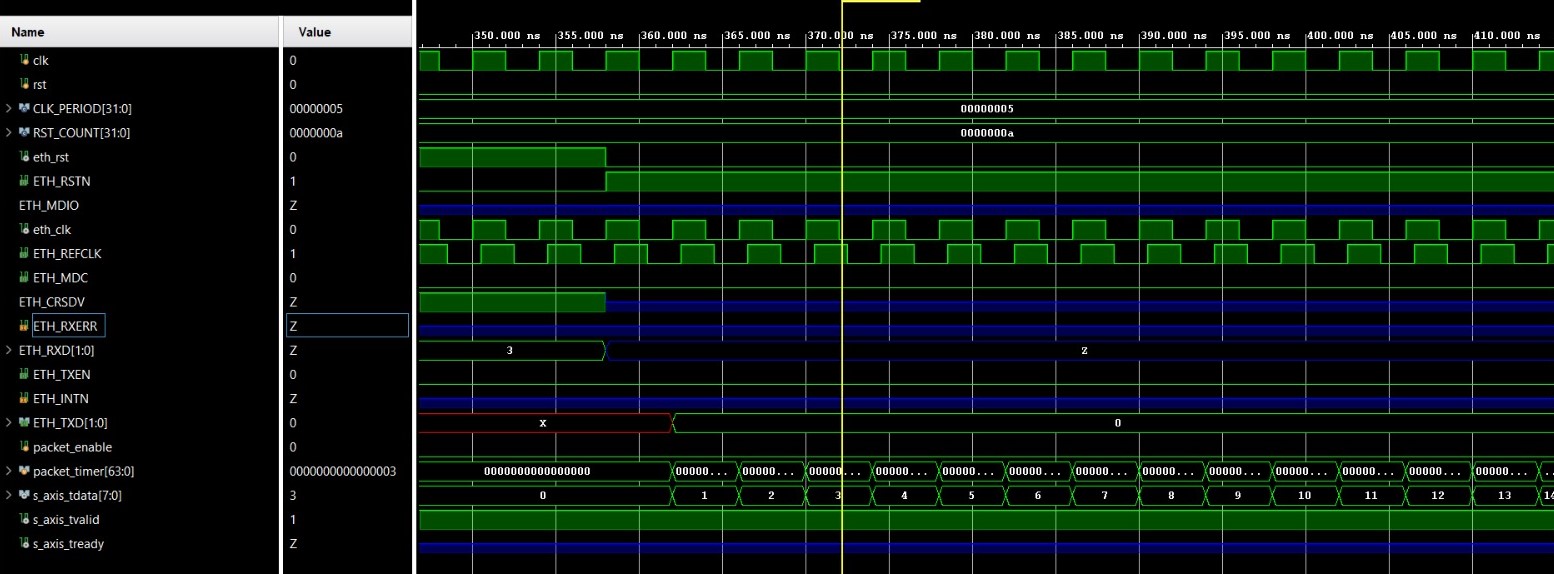 Name Value
350.000 ns 355.000 ns 360.000 ns 365.000 ns 370.000 ns 375.000 ns 380.000 ns 385.000 ns 390.000 ns 395.000 ns 400.000 ns 405.000 ns 410.000 ns
clk 0
rst 0
CLK_PERIOD[31:0] 00000005 00000005
RST_COUNT[31:0] 0000000a 0000000a
eth_rst 0
ETH_RSTN 1
ETH_MDIO Z
eth_clk 0
ETH_REFCLK 1
ETH_MDC 0
ETH_CRSDV Z
ETH_RXERR Z
ETH_RXD[1:0] Z 3 Z
ETH_TXEN 0
ETH_INTN Z
ETH_TXD[1:0] 0 X 0
packet_enable 0
packet_timer[63:0] 0000000000000003 0000000000000000 00000... 00000... 00000... 00000... 00000... 00000... 00000... 00000... 00000... 00000... 00000... 00000... 00000... ..
s_axis_tdata[7:0] 3 0 1 2 3 4 5 6 7 8 9 10 11 12 13 14
s_axis_tvalid 1
s_axis_tready Z